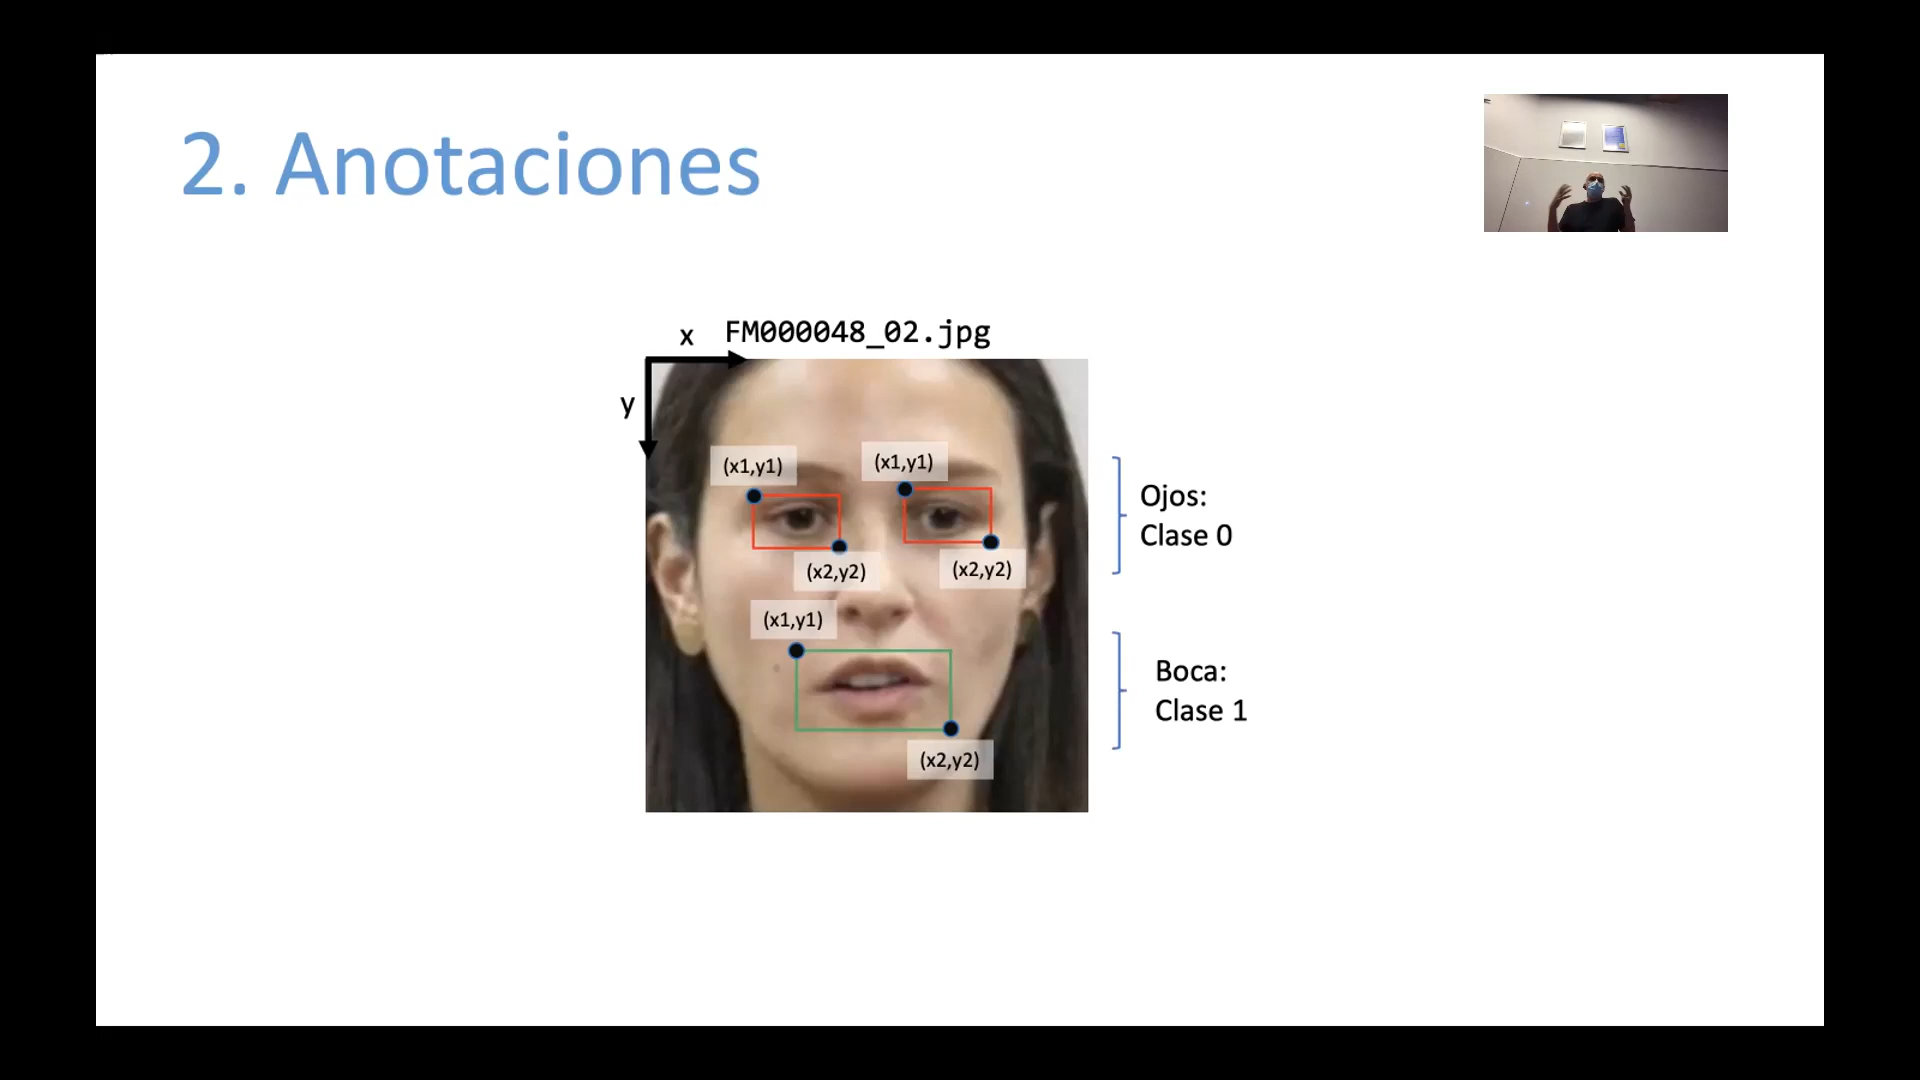 2. Anotaciones
x FM000048_02.jpg
y
(x1,y1)
(x1,y1)
(x2,y2)
(x2,y2)
Ojos:
Clase 0
(x1,y1)
(x2,y2)
Boca:
Clase 1